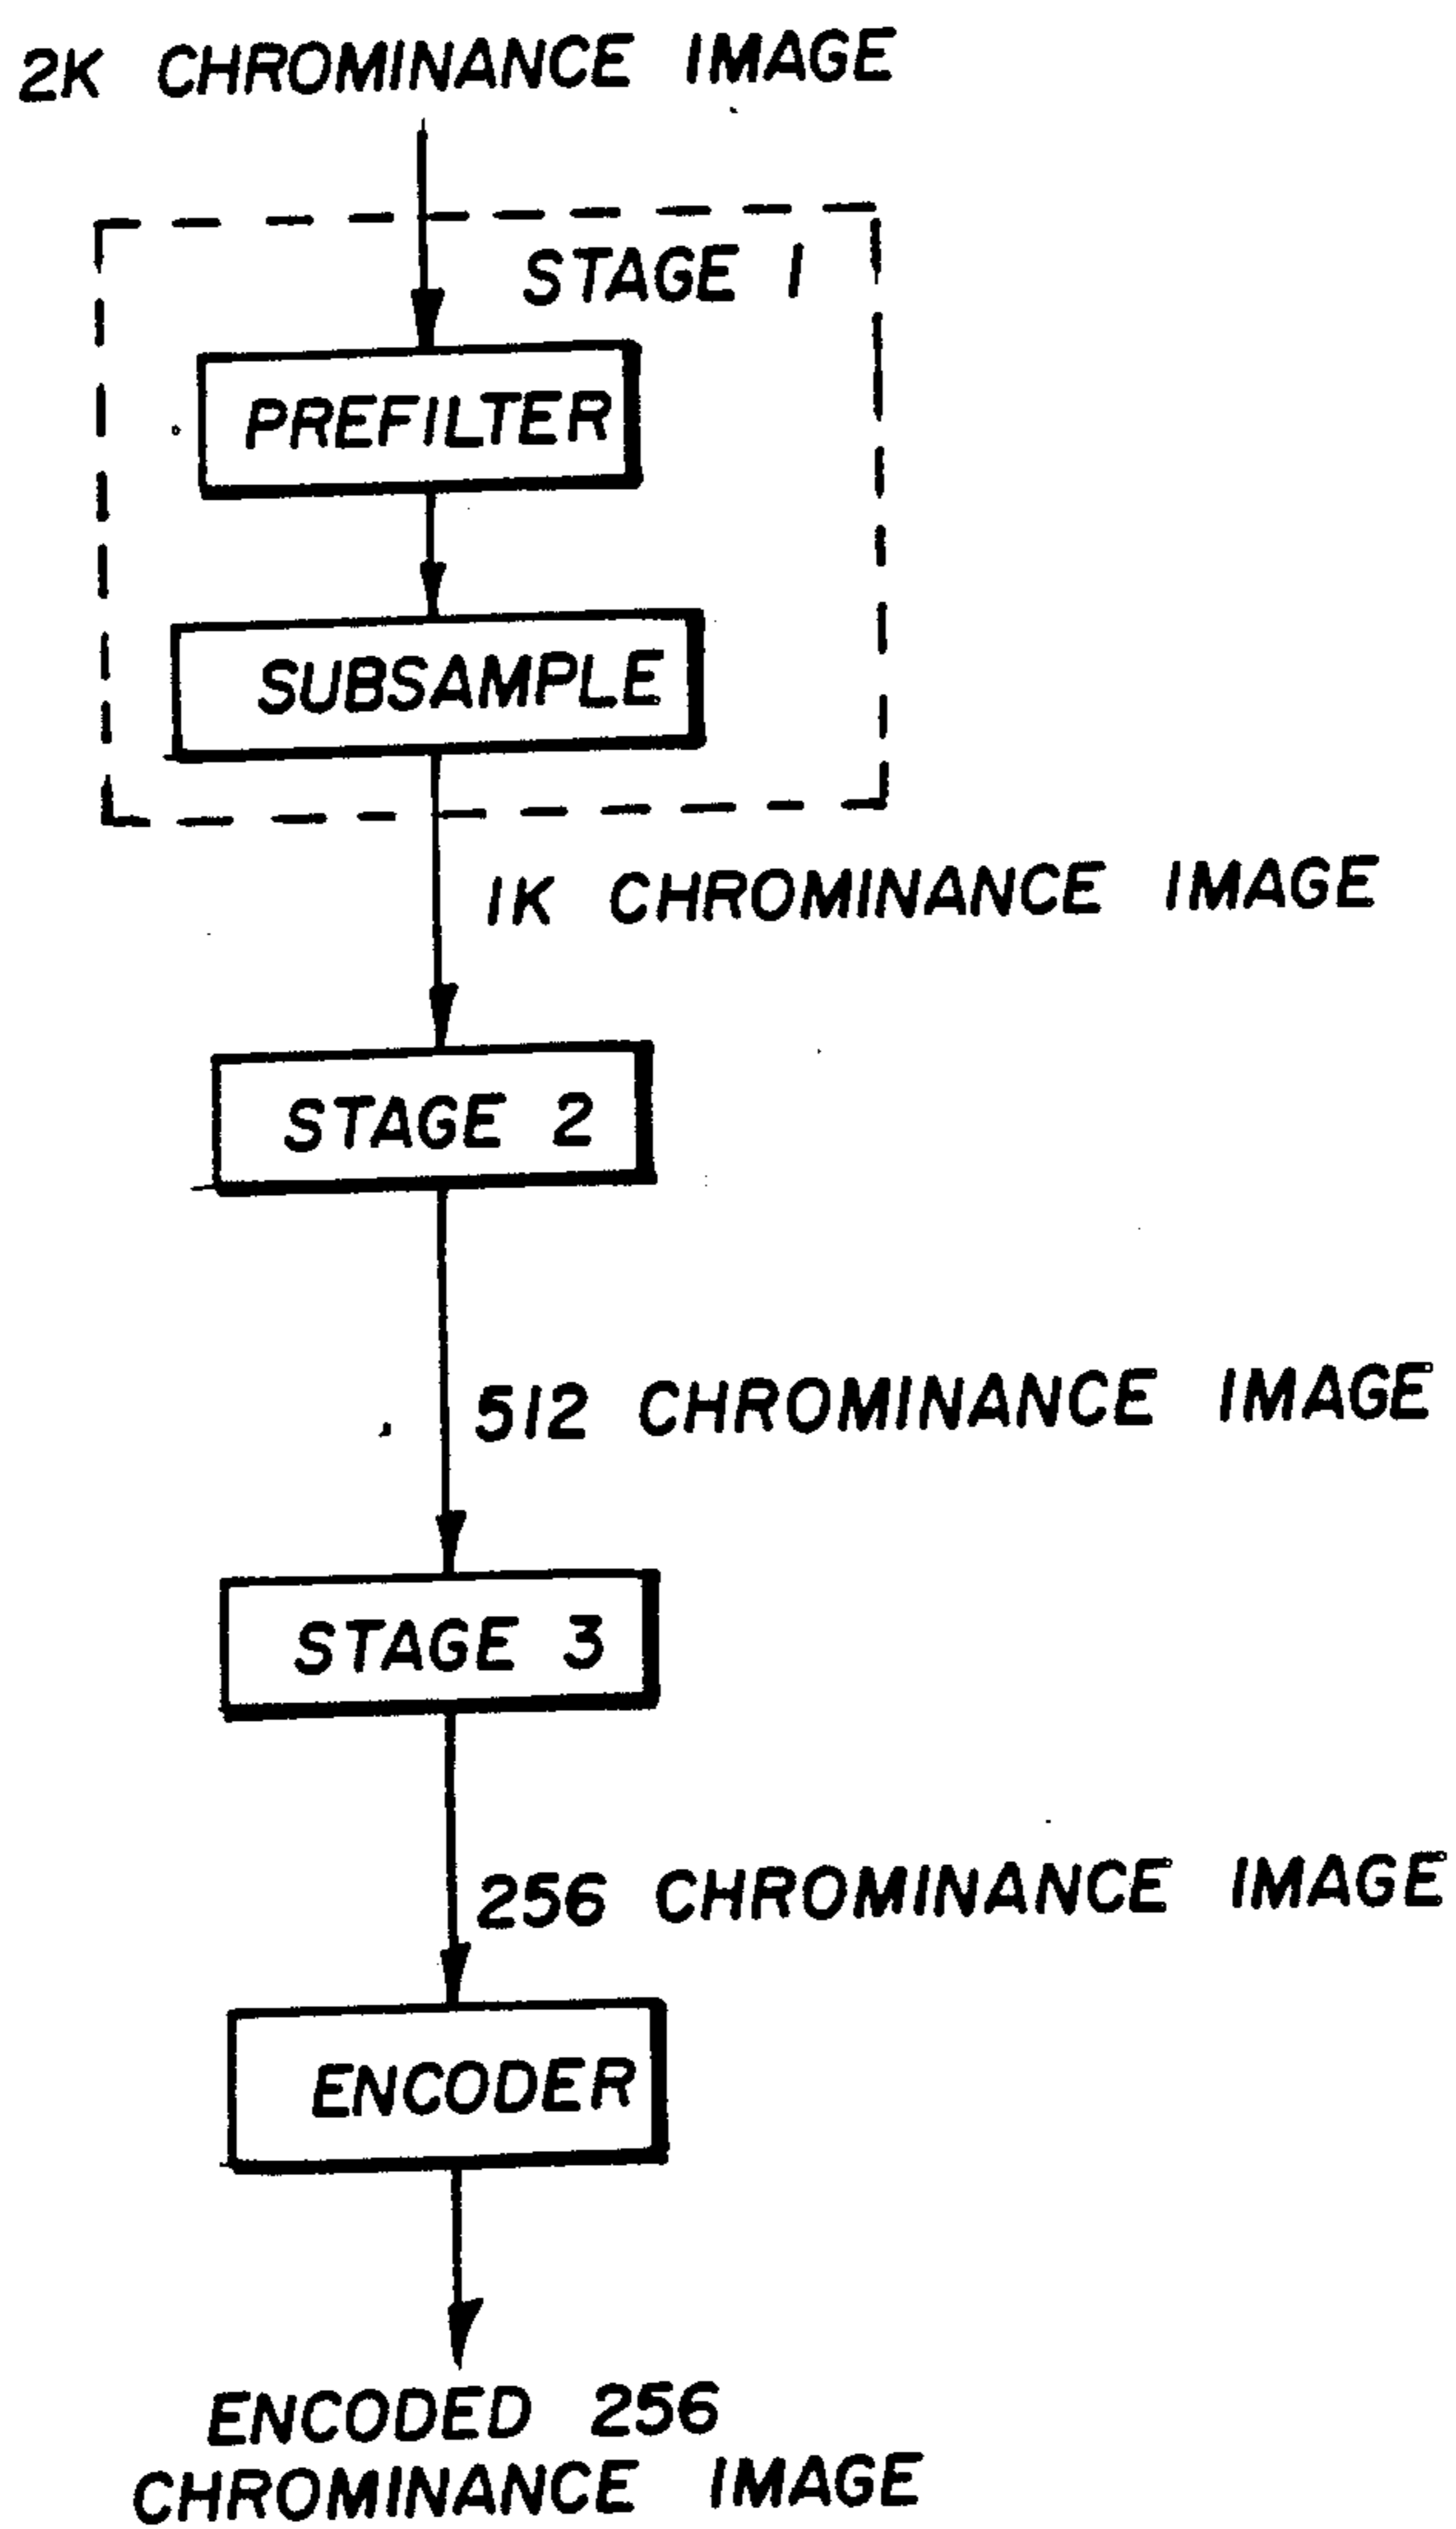 2K CHROMINANCE IMAGE
STAGE 1
PREFILTER
SUBSAMPLE
1K CHROMINANCE IMAGE
STAGE 2
512 CHROMINANCE IMAGE
STAGE 3
256 CHROMINANCE IMAGE
ENCODER
ENCODED 256
CHROMINANCE IMAGE